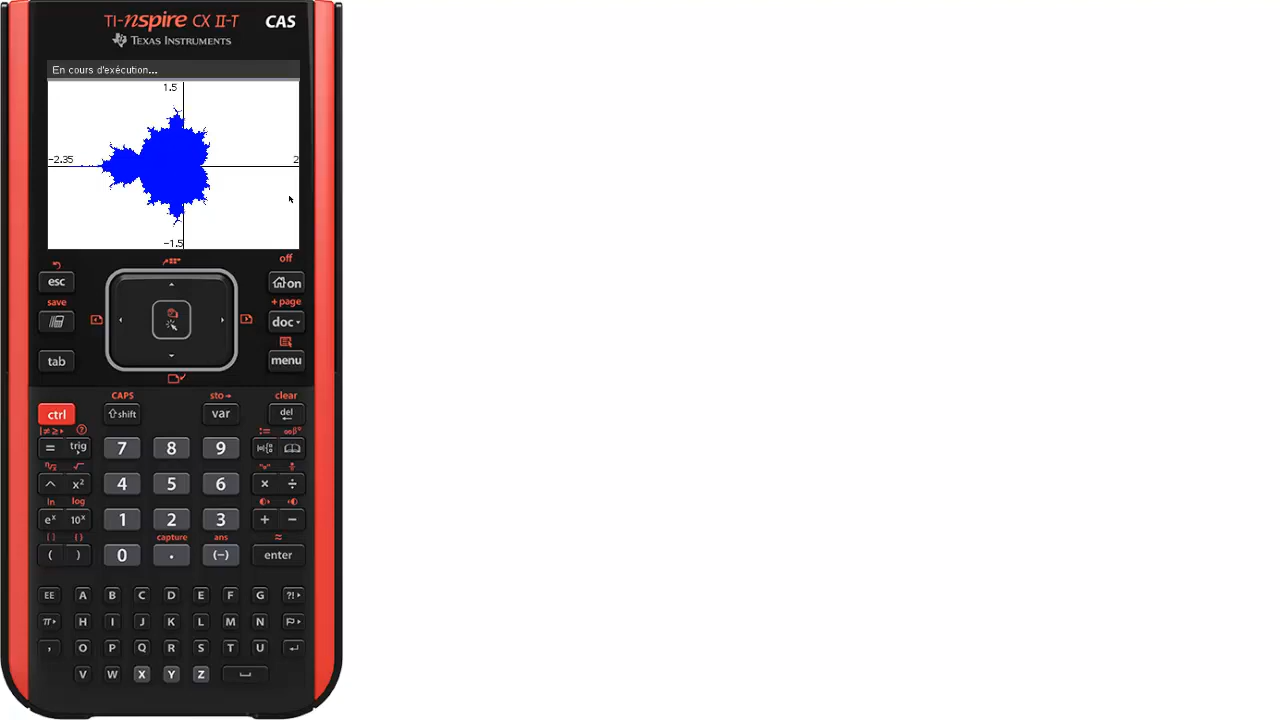 TI-nspire CX II-T CAS
TEXAS INSTRUMENTS
En cours d'exécution...
1.5
-2.35 2
-1.5
off
esc on
save + page
doc
tab menu
CAPS sto→ clear
ctrl ⇧shift var del
= trig 7 8 9
^ x² 4 5 6 × ÷
ln log
eˣ 10ˣ 1 2 3 + −
capture ans ≈
( ) 0 . (−) enter
EE A B C D E F G ?!▸
π▸ H I J K L M N
, O P Q R S T U ↵
V W X Y Z